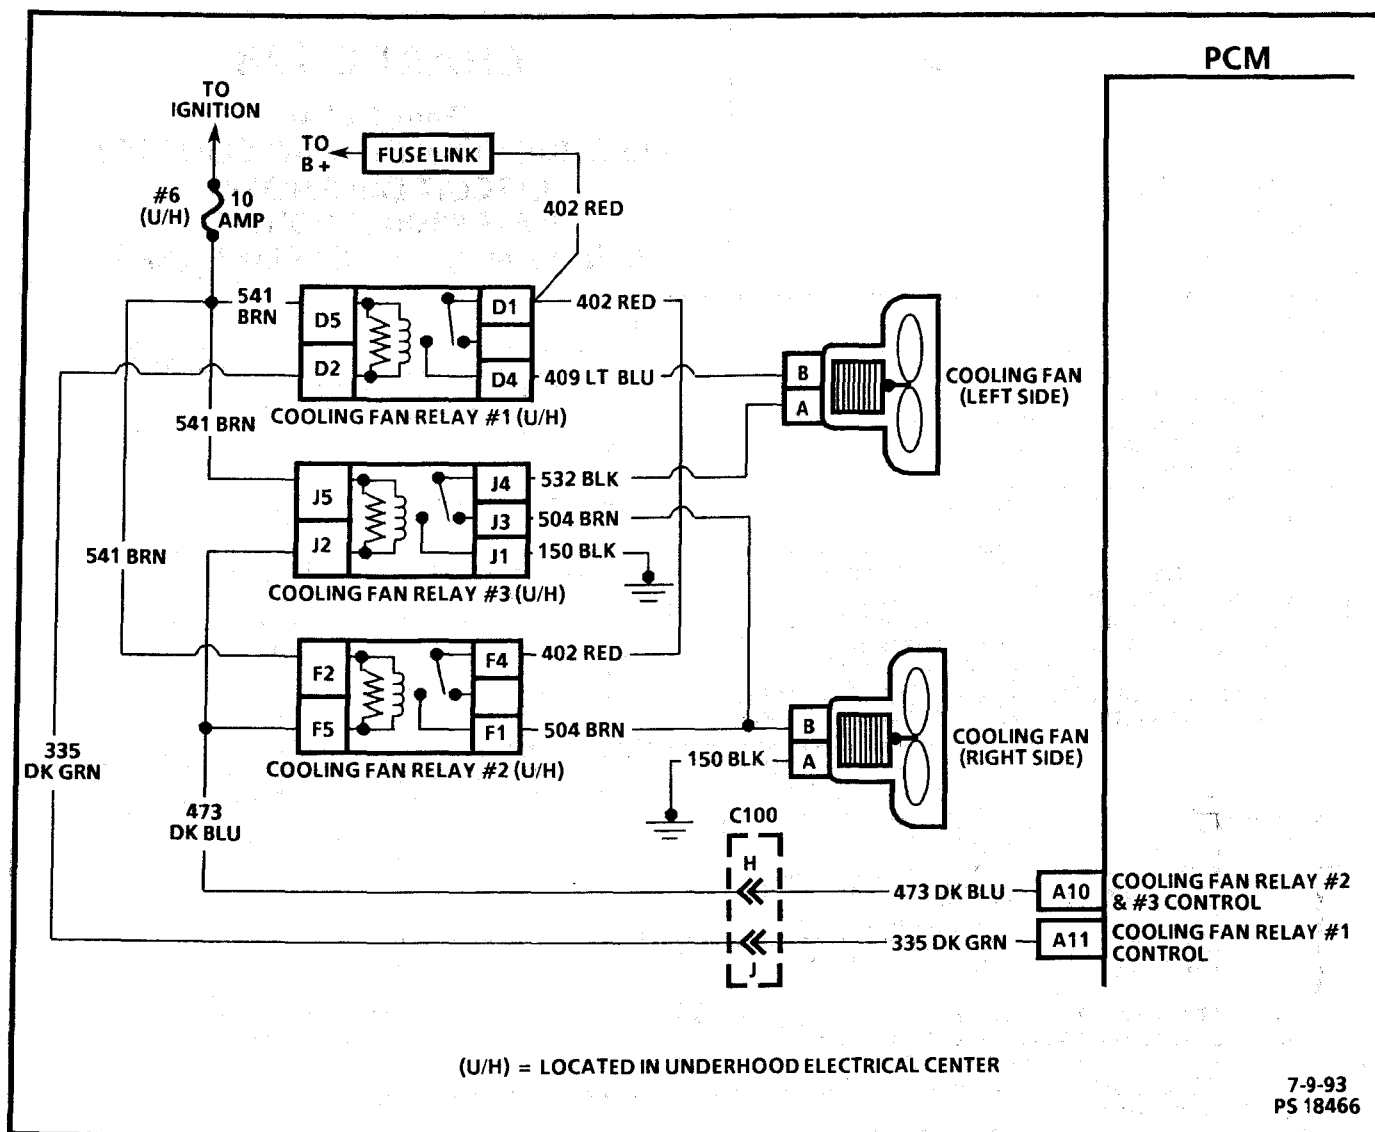 PCM
TO
IGNITION
TO
B +
FUSE LINK
#6
(U/H)
10
AMP
402 RED
541
BRN
D5
D2
D1
D4
402 RED
409 LT BLU
B
A
COOLING FAN
(LEFT SIDE)
COOLING FAN RELAY #1 (U/H)
541 BRN
J5
J2
J4
J3
J1
532 BLK
504 BRN
150 BLK
541 BRN
COOLING FAN RELAY #3 (U/H)
F2
F5
F4
F1
402 RED
504 BRN
B
A
150 BLK
COOLING FAN
(RIGHT SIDE)
COOLING FAN RELAY #2 (U/H)
335
DK GRN
473
DK BLU
C100
H
473 DK BLU
A10
COOLING FAN RELAY #2
& #3 CONTROL
J
335 DK GRN
A11
COOLING FAN RELAY #1
CONTROL
(U/H) = LOCATED IN UNDERHOOD ELECTRICAL CENTER
7-9-93
PS 18466